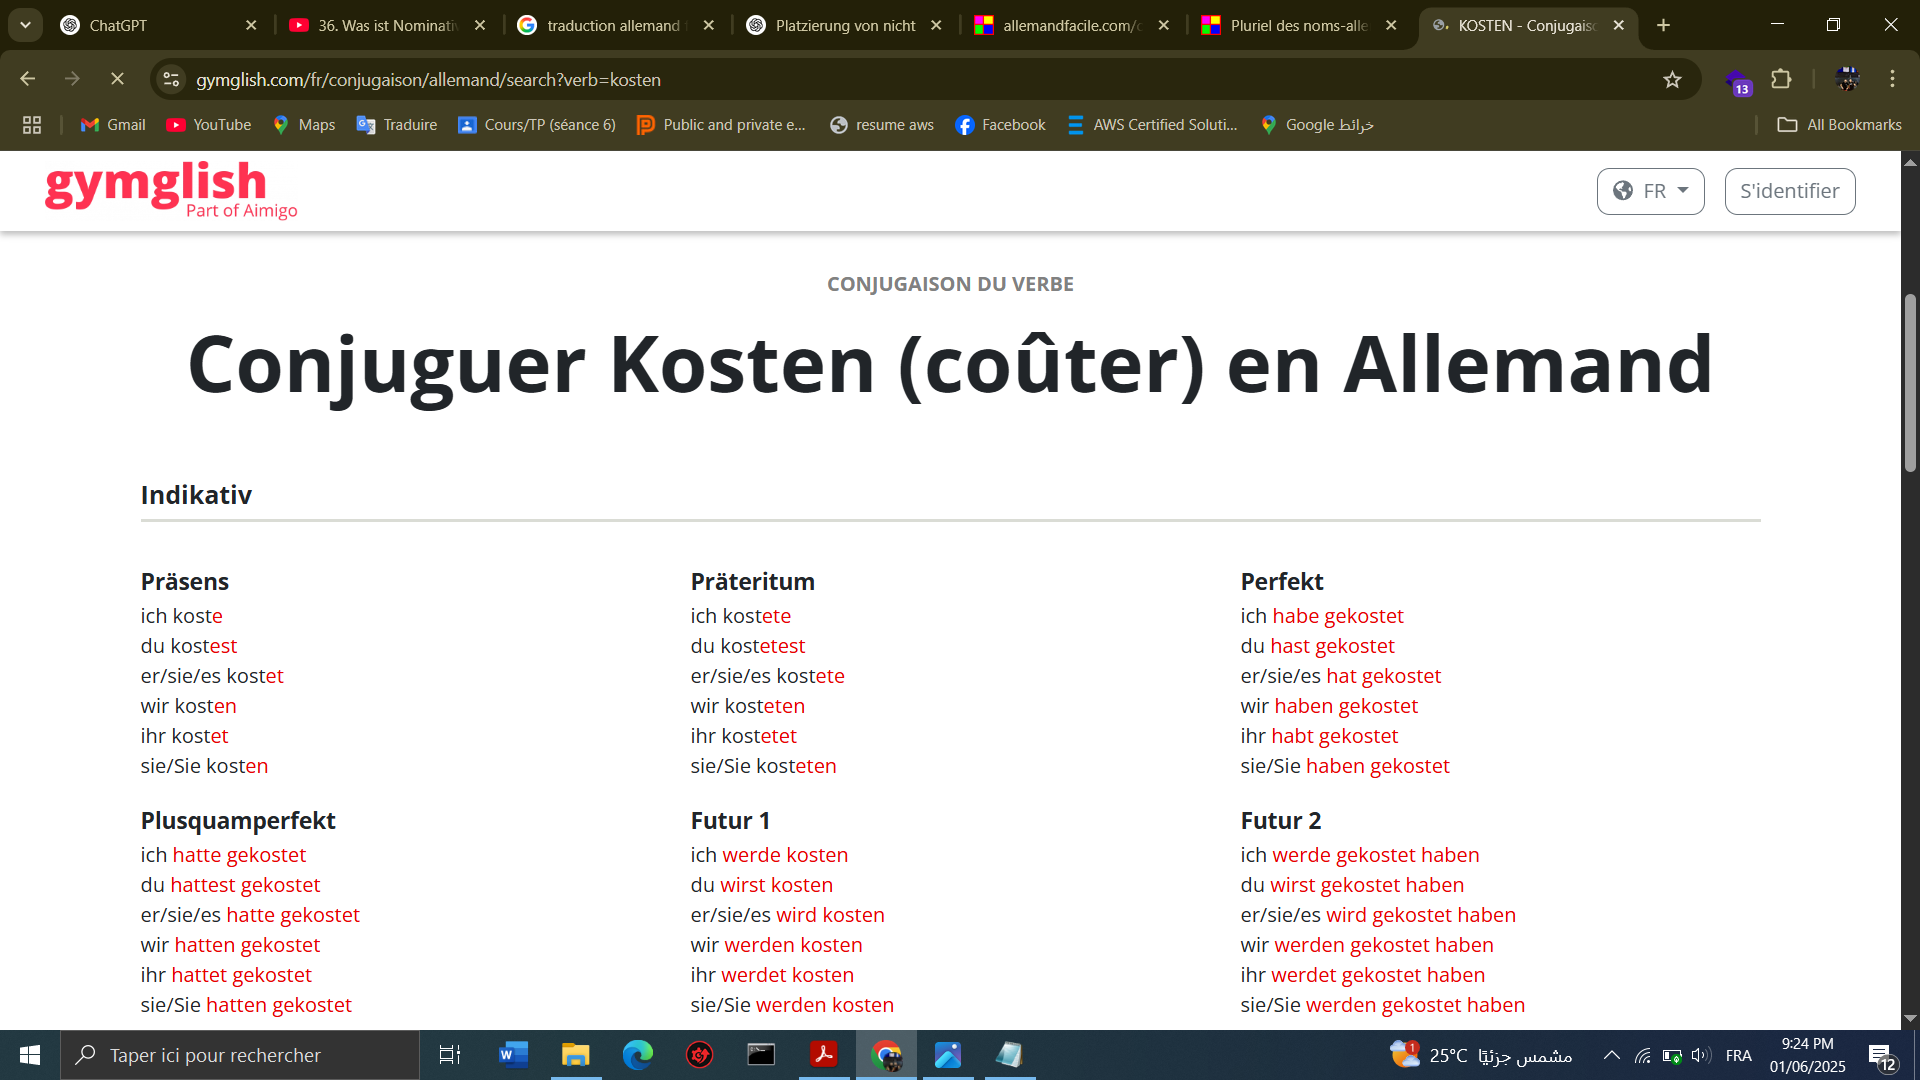 ChatGPT
36. Was ist Nominativ
traduction allemand f
Platzierung von nicht
allemandfacile.com/c
Pluriel des noms-alle
KOSTEN - Conjugaiso
gymglish.com/fr/conjugaison/allemand/search?verb=kosten
13
Gmail
YouTube
Maps
Traduire
Cours/TP (séance 6)
Public and private e...
resume aws
Facebook
AWS Certified Soluti...
Google خرائط
All Bookmarks
gymglish
Part of Aimigo
FR
S'identifier
CONJUGAISON DU VERBE
Conjuguer Kosten (coûter) en Allemand
Indikativ
Präsens
ich koste
du kostest
er/sie/es kostet
wir kosten
ihr kostet
sie/Sie kosten
Präteritum
ich kostete
du kostetest
er/sie/es kostete
wir kosteten
ihr kostetet
sie/Sie kosteten
Perfekt
ich habe gekostet
du hast gekostet
er/sie/es hat gekostet
wir haben gekostet
ihr habt gekostet
sie/Sie haben gekostet
Plusquamperfekt
ich hatte gekostet
du hattest gekostet
er/sie/es hatte gekostet
wir hatten gekostet
ihr hattet gekostet
sie/Sie hatten gekostet
Futur 1
ich werde kosten
du wirst kosten
er/sie/es wird kosten
wir werden kosten
ihr werdet kosten
sie/Sie werden kosten
Futur 2
ich werde gekostet haben
du wirst gekostet haben
er/sie/es wird gekostet haben
wir werden gekostet haben
ihr werdet gekostet haben
sie/Sie werden gekostet haben
Taper ici pour rechercher
1
25°C مشمس جزئيًا
FRA
9:24 PM
01/06/2025
12